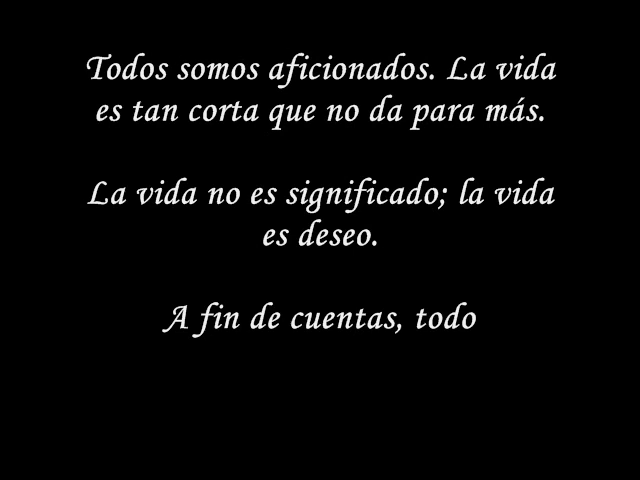 Todos somos aficionados. La vida
es tan corta que no da para más.
La vida no es significado; la vida
es deseo.
A fin de cuentas, todo